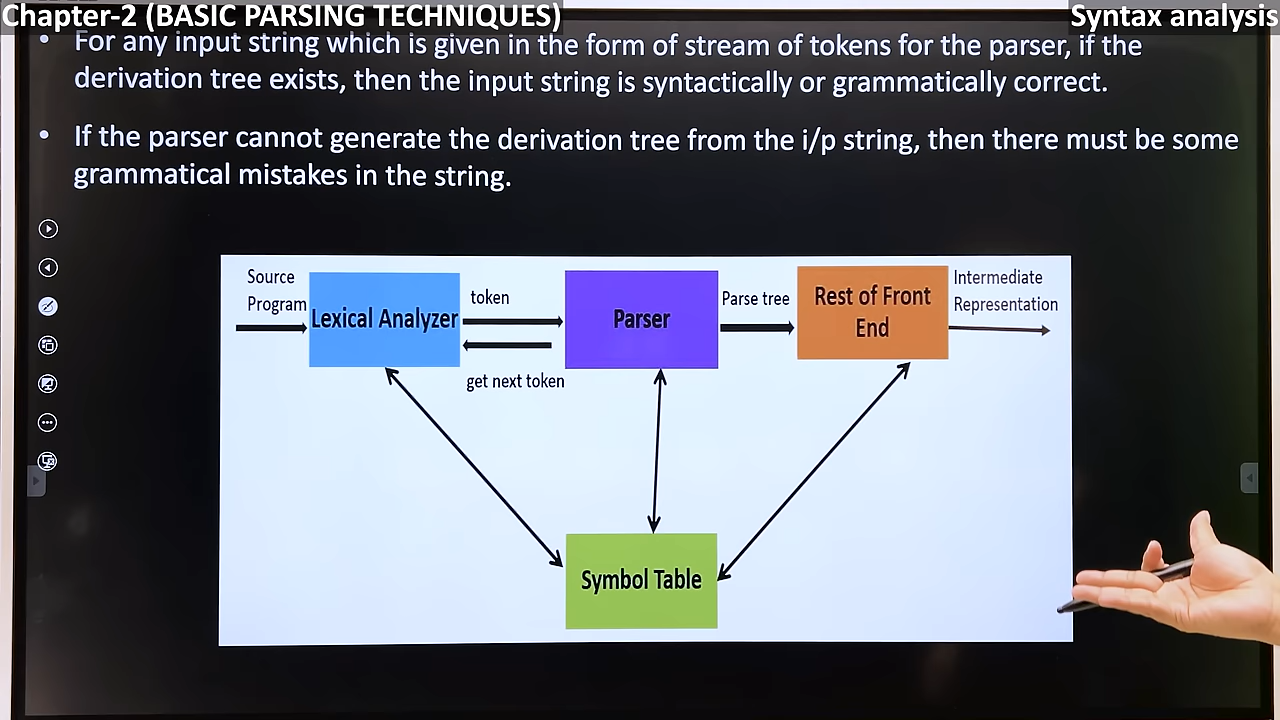 Chapter-2 (BASIC PARSING TECHNIQUES)
Syntax analysis
• For any input string which is given in the form of stream of tokens for the parser, if the
derivation tree exists, then the input string is syntactically or grammatically correct.
• If the parser cannot generate the derivation tree from the i/p string, then there must be some
grammatical mistakes in the string.
Source
Program
Lexical Analyzer
token
get next token
Parser
Parse tree
Rest of Front
End
Intermediate
Representation
Symbol Table